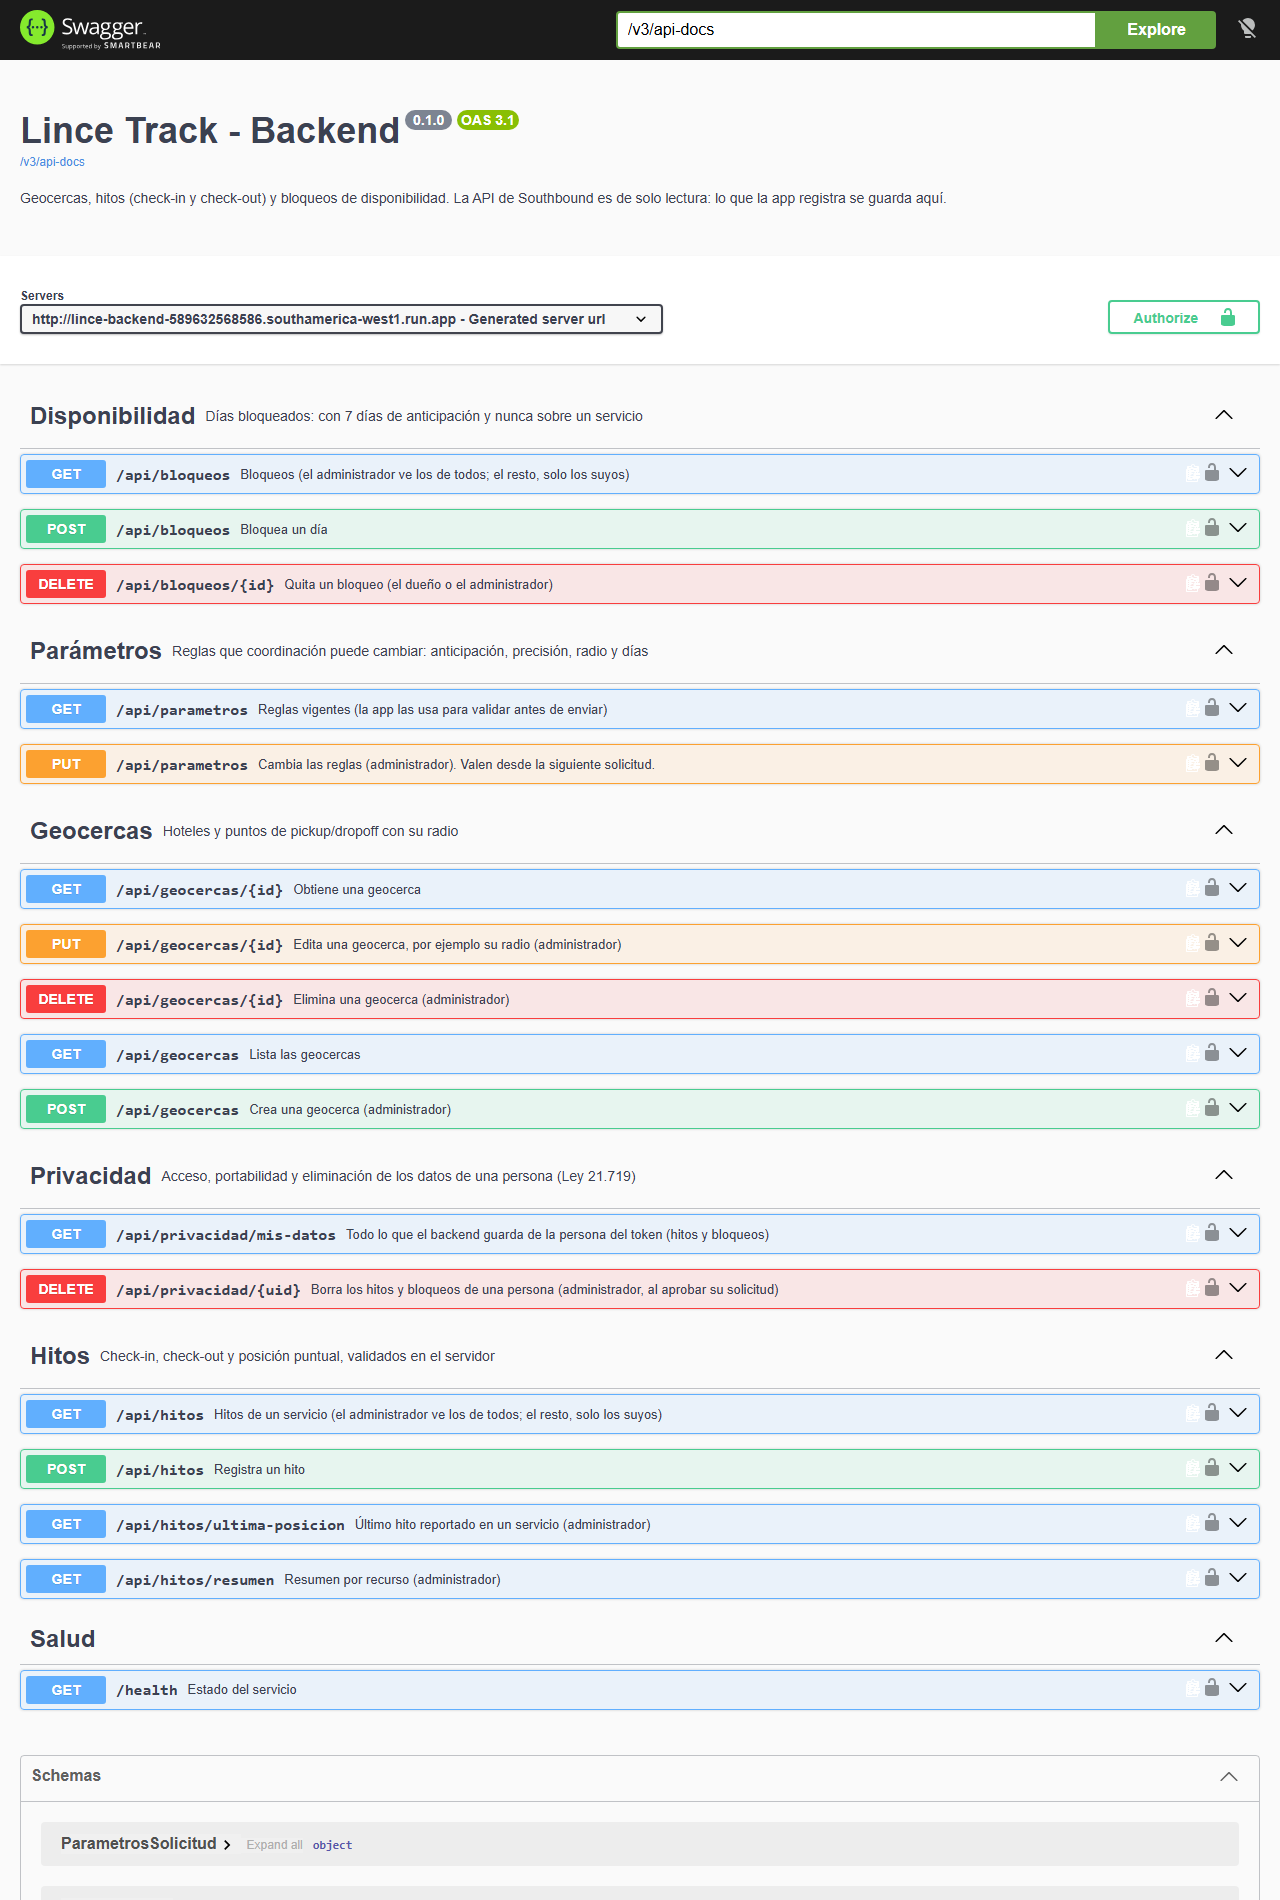 Swagger
Supported by SMARTBEAR
/v3/api-docs
Explore
Lince Track - Backend 0.1.0 OAS 3.1
/v3/api-docs
Geocercas, hitos (check-in y check-out) y bloqueos de disponibilidad. La API de Southbound es de solo lectura: lo que la app registra se guarda aquí.
Servers
http://lince-backend-589632568586.southamerica-west1.run.app - Generated server url
Authorize
Disponibilidad Días bloqueados: con 7 días de anticipación y nunca sobre un servicio
GET /api/bloqueos Bloqueos (el administrador ve los de todos; el resto, solo los suyos)
POST /api/bloqueos Bloquea un día
DELETE /api/bloqueos/{id} Quita un bloqueo (el dueño o el administrador)
Parámetros Reglas que coordinación puede cambiar: anticipación, precisión, radio y días
GET /api/parametros Reglas vigentes (la app las usa para validar antes de enviar)
PUT /api/parametros Cambia las reglas (administrador). Valen desde la siguiente solicitud.
Geocercas Hoteles y puntos de pickup/dropoff con su radio
GET /api/geocercas/{id} Obtiene una geocerca
PUT /api/geocercas/{id} Edita una geocerca, por ejemplo su radio (administrador)
DELETE /api/geocercas/{id} Elimina una geocerca (administrador)
GET /api/geocercas Lista las geocercas
POST /api/geocercas Crea una geocerca (administrador)
Privacidad Acceso, portabilidad y eliminación de los datos de una persona (Ley 21.719)
GET /api/privacidad/mis-datos Todo lo que el backend guarda de la persona del token (hitos y bloqueos)
DELETE /api/privacidad/{uid} Borra los hitos y bloqueos de una persona (administrador, al aprobar su solicitud)
Hitos Check-in, check-out y posición puntual, validados en el servidor
GET /api/hitos Hitos de un servicio (el administrador ve los de todos; el resto, solo los suyos)
POST /api/hitos Registra un hito
GET /api/hitos/ultima-posicion Último hito reportado en un servicio (administrador)
GET /api/hitos/resumen Resumen por recurso (administrador)
Salud
GET /health Estado del servicio
Schemas
ParametrosSolicitud Expand all object